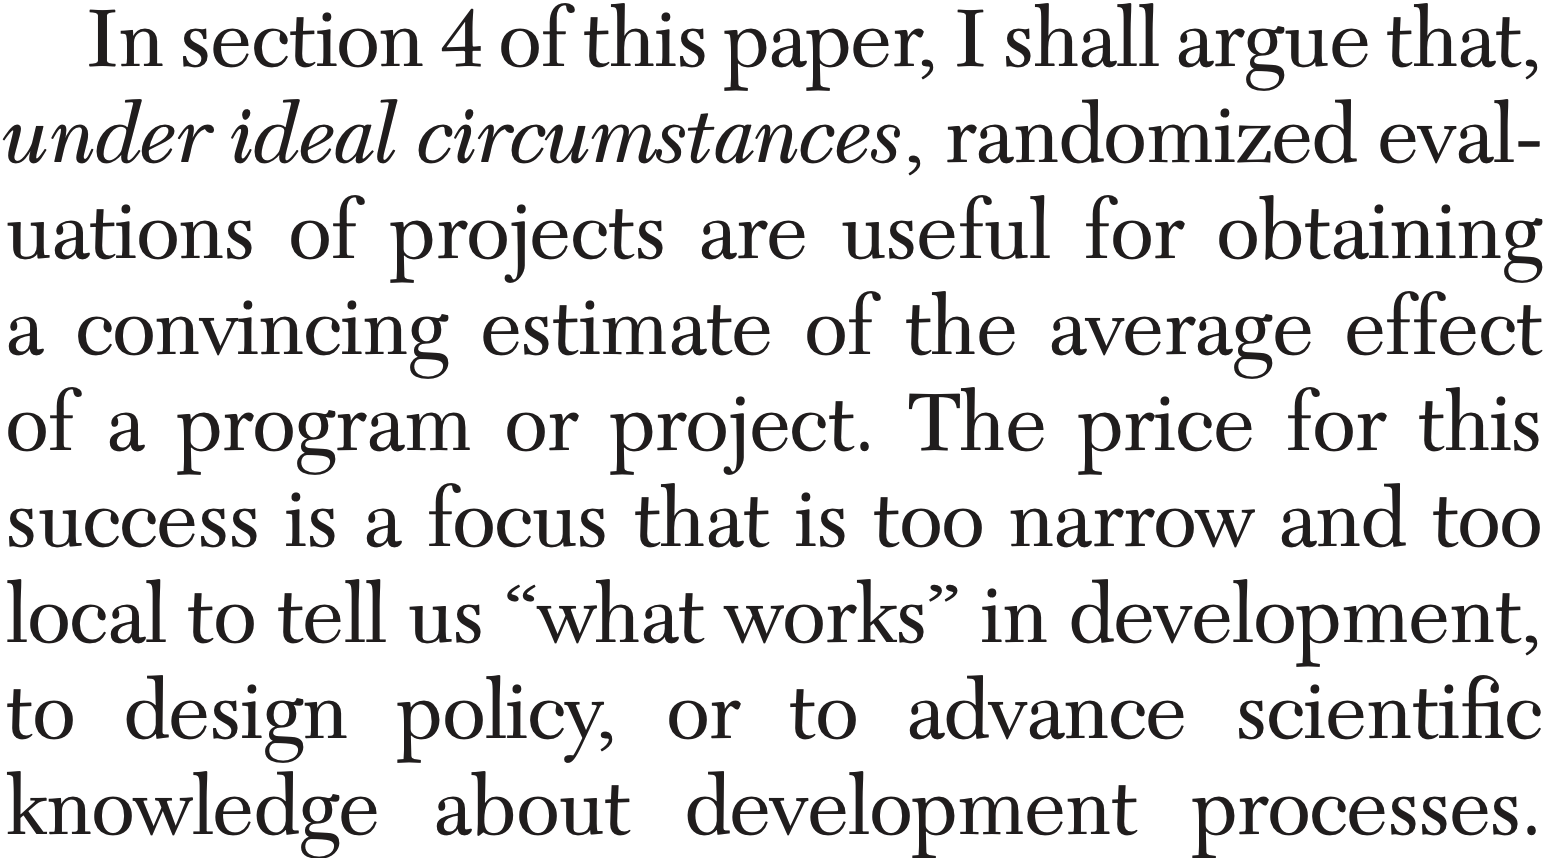 In section 4 of this paper, I shall argue that,
under ideal circumstances, randomized eval-
uations of projects are useful for obtaining
a convincing estimate of the average effect
of a program or project. The price for this
success is a focus that is too narrow and too
local to tell us “what works” in development,
to design policy, or to advance scientific
knowledge about development processes.